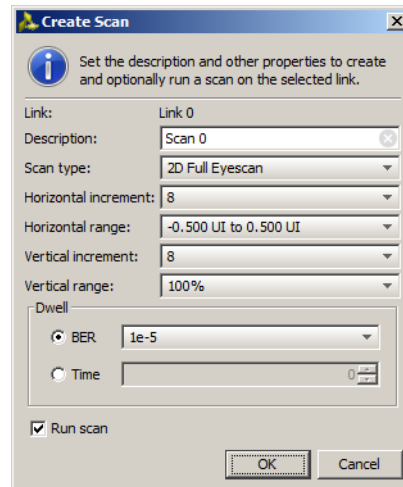 Create Scan
Set the description and other properties to create
and optionally run a scan on the selected link.
Link: Link 0
Description: Scan 0
Scan type: 2D Full Eyescan
Horizontal increment: 8
Horizontal range: -0.500 UI to 0.500 UI
Vertical increment: 8
Vertical range: 100%
Dwell
BER 1e-5
Time 0
Run scan
OK Cancel